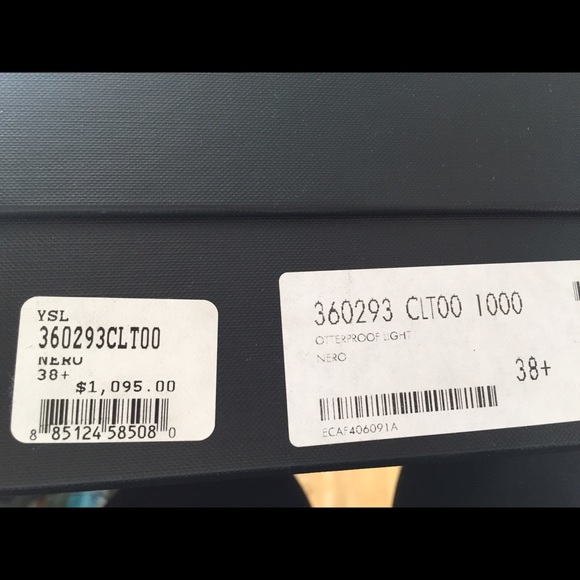 YSL
360293CLT00
NERO
38+
$1,095.00
8 85124 58508 0
360293 CLT00 1000
OTTERPROOF LIGHT
NERO
38+
ECAF406091A